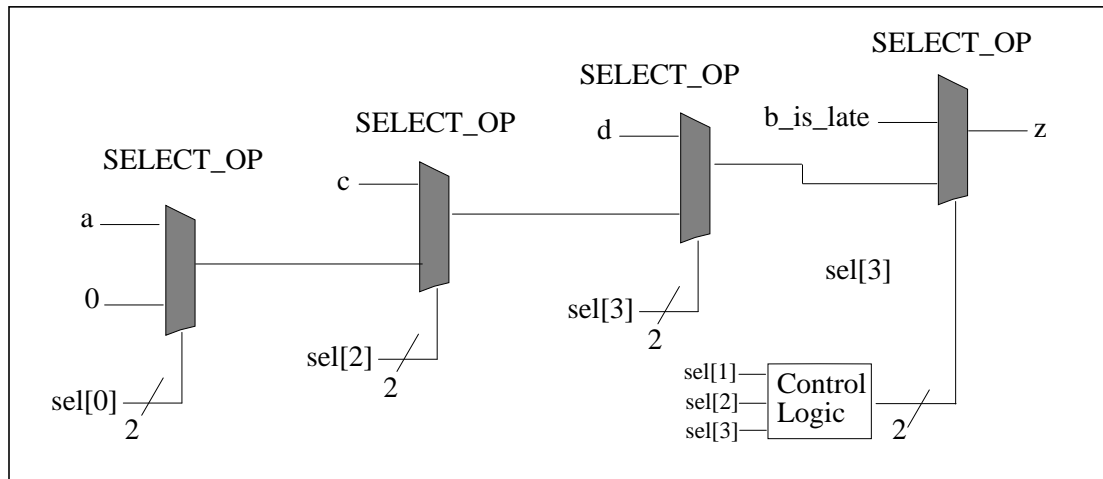 SELECT_OP
SELECT_OP
SELECT_OP
SELECT_OP
b_is_late
z
d
c
a
0
sel[3]
sel[3]
2
sel[2]
2
sel[0]
2
sel[1]
sel[2]
sel[3]
Control
Logic
2